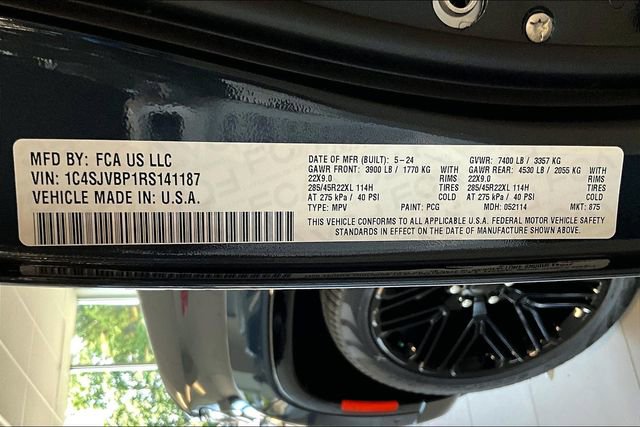 MFD BY: FCA US LLC
VIN: 1C4SJVBP1RS141187
VEHICLE MADE IN: U.S.A.
DATE OF MFR (BUILT): 5-24
GAWR FRONT: 3900 LB / 1770 KG
22X9.0 RIMS
285/45R22XL 114H TIRES
AT 275 kPa / 40 PSI
TYPE: MPV PAINT: PCG
GVWR: 7400 LB / 3357 KG
GAWR REAR: 4530 LB / 2055 KG
22X9.0 RIMS
285/45R22XL 114H TIRES
AT 275 kPa / 40 PSI
MDH: 052114 MKT: 875
THIS VEHICLE CONFORMS TO ALL APPLICABLE U.S.A. FEDERAL MOTOR VEHICLE SAFETY
STANDARDS IN EFFECT ON THE DATE OF MANUFACTURE SHOWN ABOVE.